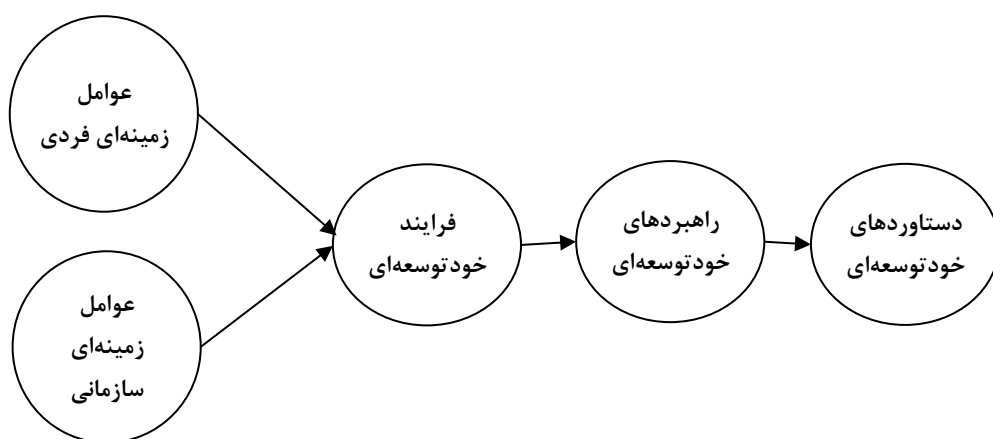 عوامل
زمینه‌ای فردی
عوامل
زمینه‌ای
سازمانی
فرایند
خودتوسعه‌ای
راهبردهای
خودتوسعه‌ای
دستاوردهای
خودتوسعه‌ای